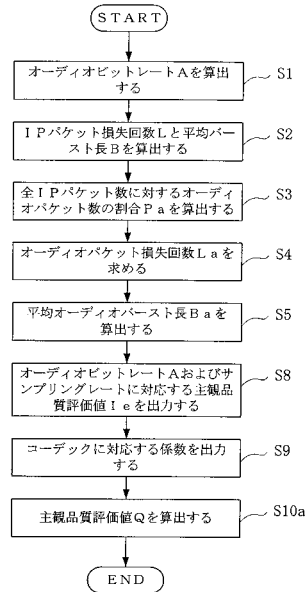 START
オーディオビットレートAを算出
する
S1
IPパケット損失回数Lと平均バー
スト長Bを算出する
S2
全IPパケット数に対するオーディ
オパケット数の割合Paを算出する
S3
オーディオパケット損失回数Laを
求める
S4
平均オーディオバースト長Baを
算出する
S5
オーディオビットレートAおよびサ
ンプリングレートに対応する主観品
質評価値Ieを出力する
S8
コーデックに対応する係数を出力
する
S9
主観品質評価値Qを算出する
S10a
END